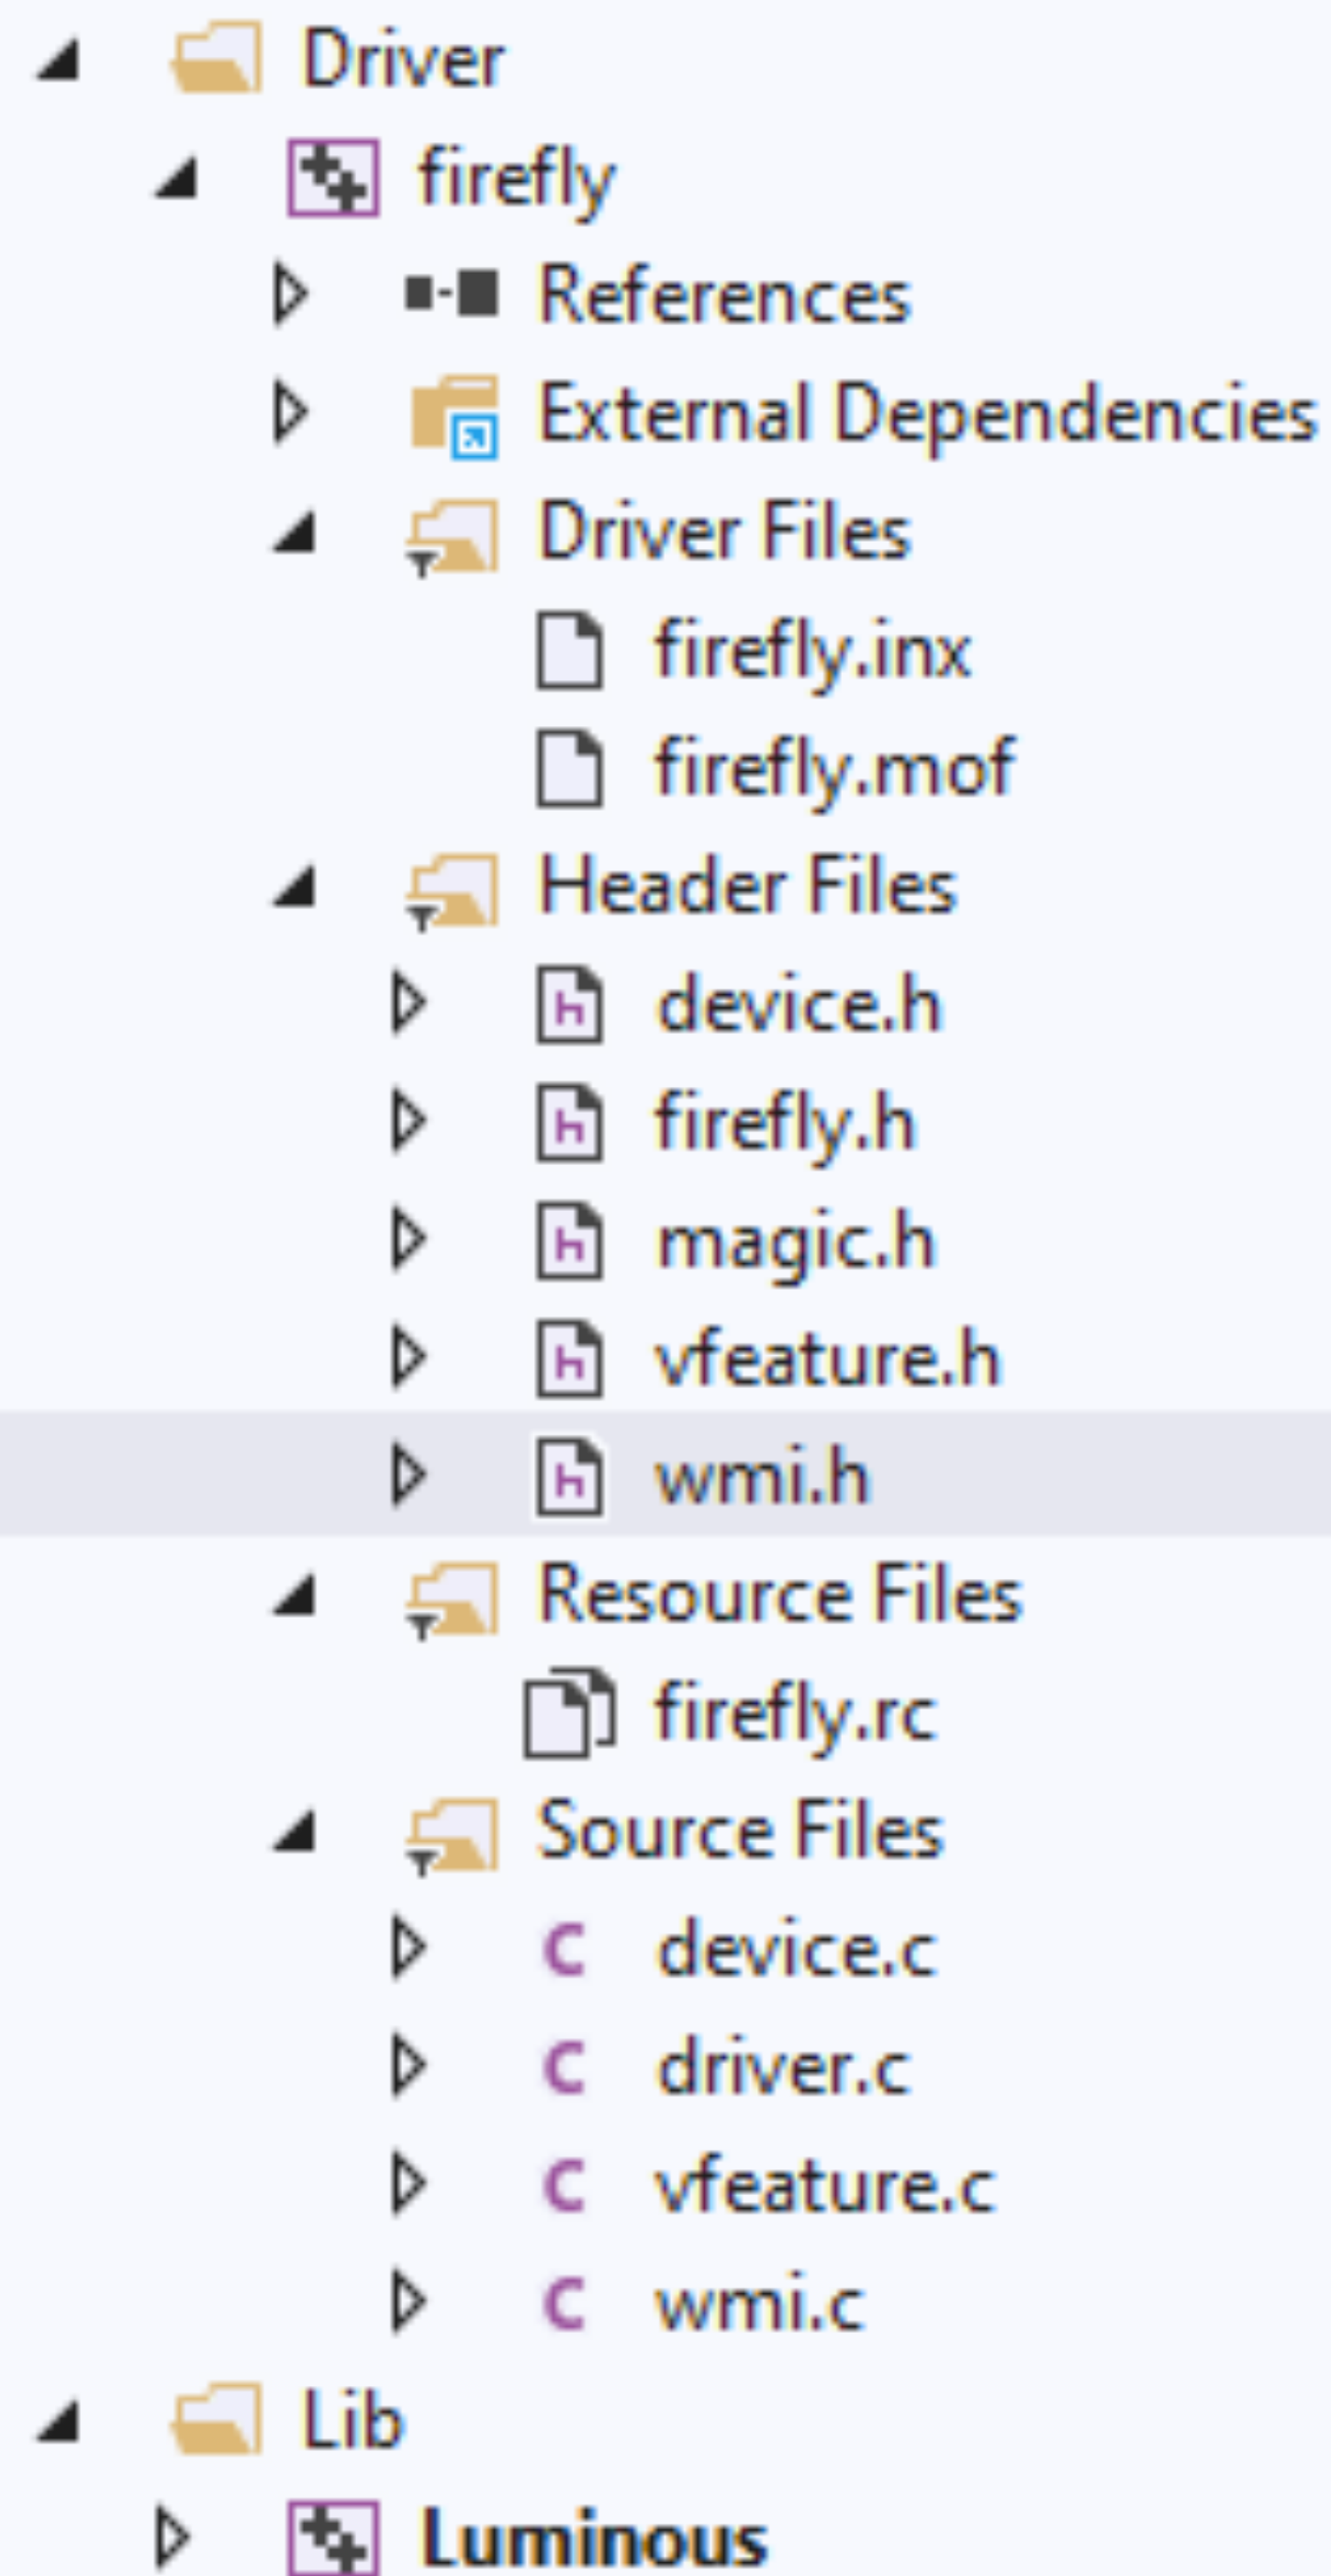 Driver
firefly
References
External Dependencies
Driver Files
firefly.inx
firefly.mof
Header Files
device.h
firefly.h
magic.h
vfeature.h
wmi.h
Resource Files
firefly.rc
Source Files
device.c
driver.c
vfeature.c
wmi.c
Lib
Luminous